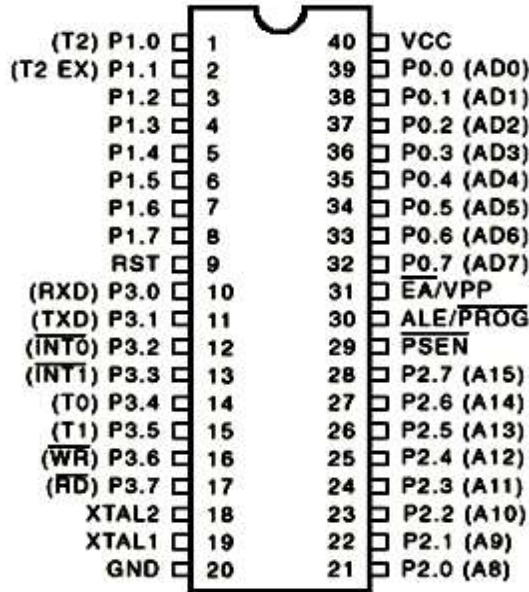 (T2) P1.0 1 40 VCC
(T2 EX) P1.1 2 39 P0.0 (AD0)
P1.2 3 38 P0.1 (AD1)
P1.3 4 37 P0.2 (AD2)
P1.4 5 36 P0.3 (AD3)
P1.5 6 35 P0.4 (AD4)
P1.6 7 34 P0.5 (AD5)
P1.7 8 33 P0.6 (AD6)
RST 9 32 P0.7 (AD7)
(RXD) P3.0 10 31 E̅A̅/VPP
(TXD) P3.1 11 30 ALE/P̅R̅O̅G̅
(I̅N̅T̅0̅) P3.2 12 29 P̅S̅E̅N̅
(I̅N̅T̅1̅) P3.3 13 28 P2.7 (A15)
(T0) P3.4 14 27 P2.6 (A14)
(T1) P3.5 15 26 P2.5 (A13)
(W̅R̅) P3.6 16 25 P2.4 (A12)
(R̅D̅) P3.7 17 24 P2.3 (A11)
XTAL2 18 23 P2.2 (A10)
XTAL1 19 22 P2.1 (A9)
GND 20 21 P2.0 (A8)